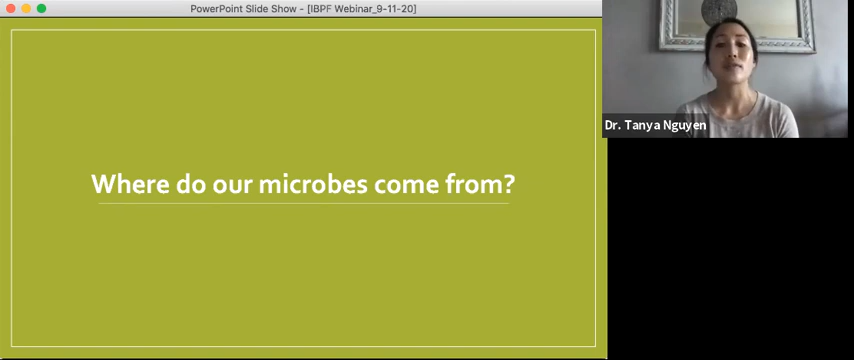 PowerPoint Slide Show - [IBPF Webinar_9-11-20]
Where do our microbes come from?
Dr. Tanya Nguyen